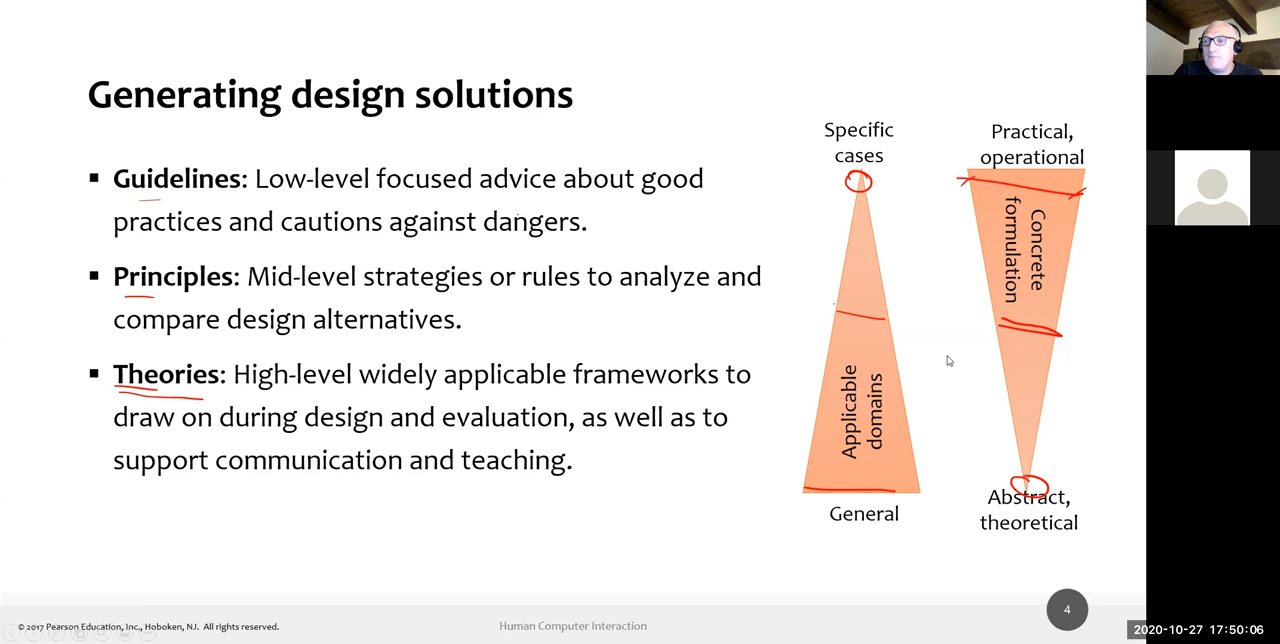 Generating design solutions
▪ Guidelines: Low-level focused advice about good
practices and cautions against dangers.
▪ Principles: Mid-level strategies or rules to analyze and
compare design alternatives.
▪ Theories: High-level widely applicable frameworks to
draw on during design and evaluation, as well as to
support communication and teaching.
Specific
cases
Applicable
domains
General
Practical,
operational
Concrete
formulation
Abstract,
theoretical
© 2017 Pearson Education, Inc., Hoboken, NJ. All rights reserved.
Human Computer Interaction
4
2020-10-27 17:50:06